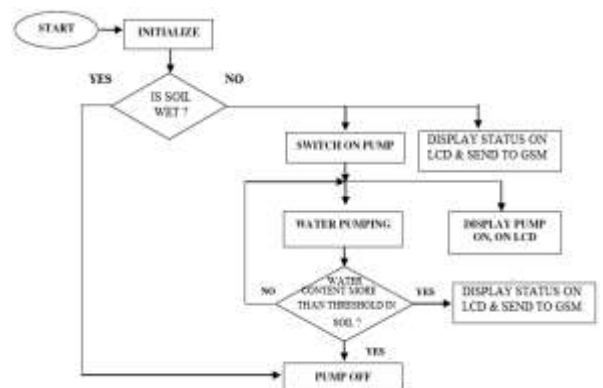 START
INITIALIZE
YES
NO
IS SOIL
WET ?
SWITCH ON PUMP
DISPLAY STATUS ON
LCD & SEND TO GSM
WATER PUMPING
DISPLAY PUMP
ON, ON LCD
NO
WATER
CONTENT MORE
THAN THRESHOLD IN
SOIL ?
YES
DISPLAY STATUS ON
LCD & SEND TO GSM
YES
PUMP OFF